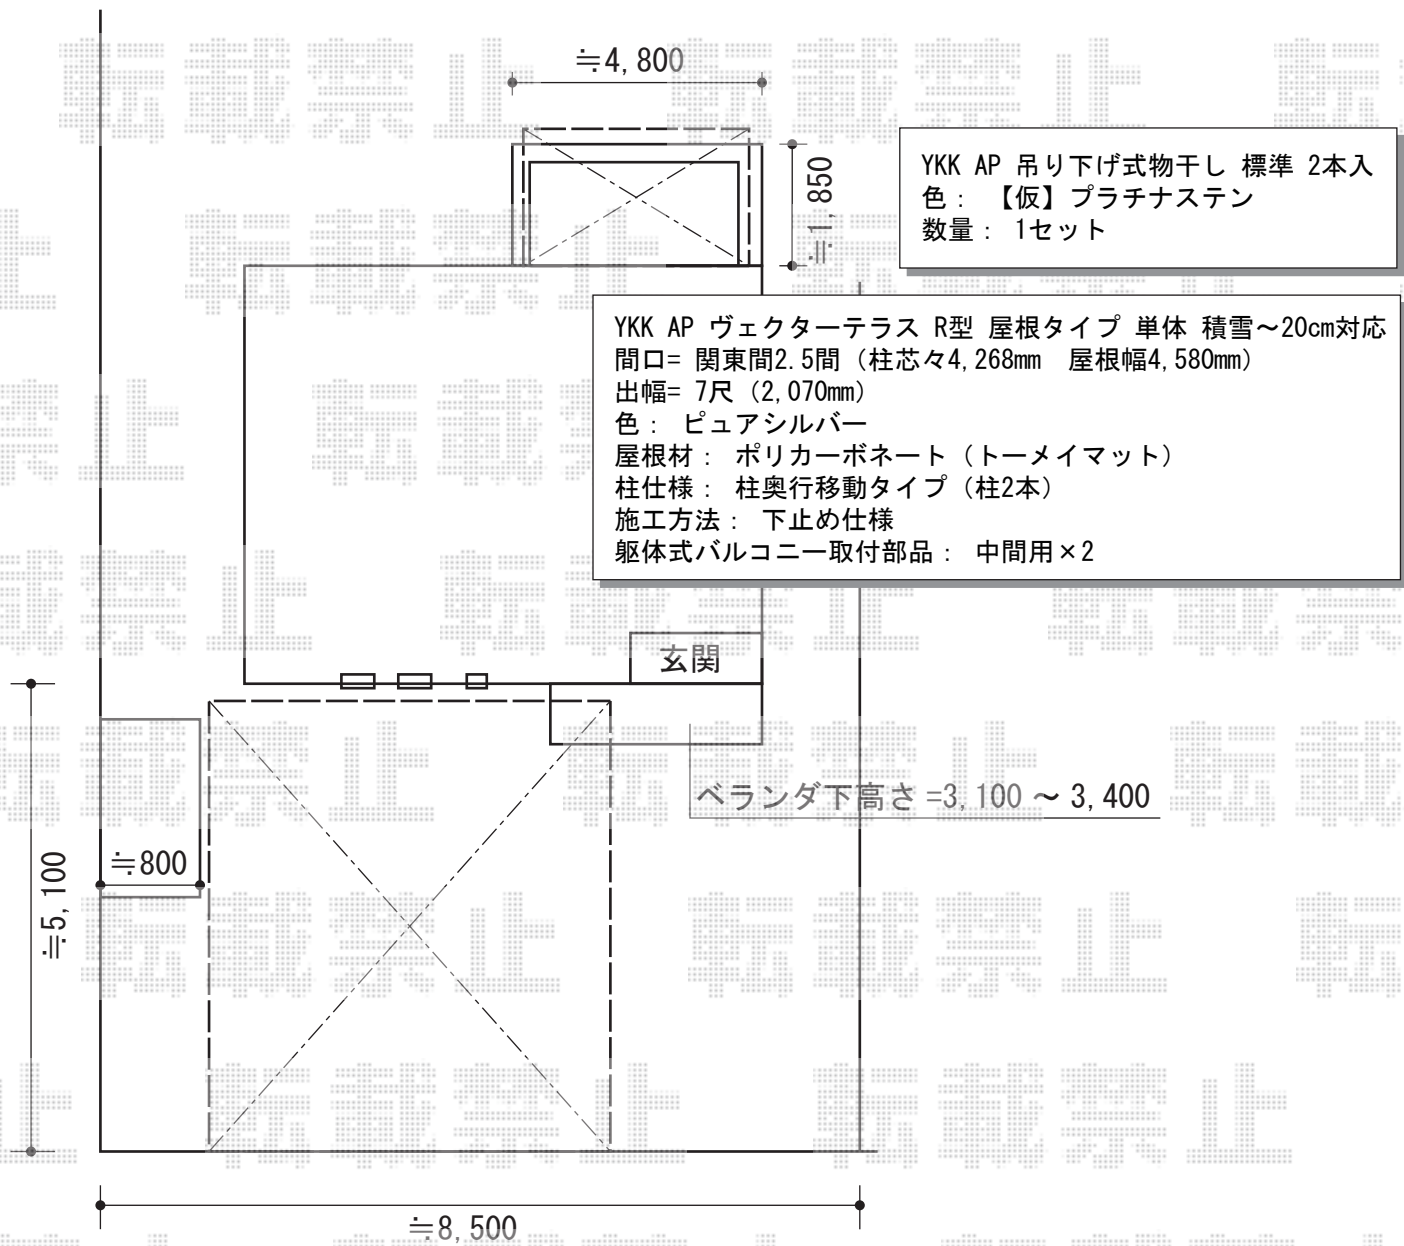 ≒4,800
≒1,850
YKK AP 吊り下げ式物干し 標準 2本入
色： 【仮】プラチナステン
数量： 1セット
YKK AP ヴェクターテラス R型 屋根タイプ 単体 積雪～20cm対応
間口= 関東間2.5間（柱芯々4,268mm 屋根幅4,580mm）
出幅= 7尺（2,070mm）
色： ピュアシルバー
屋根材： ポリカーボネート（トーメイマット）
柱仕様： 柱奥行移動タイプ（柱2本）
施工方法： 下止め仕様
躯体式バルコニー取付部品： 中間用×2
玄関
ベランダ下高さ=3,100～3,400
≒800
≒5,100
≒8,500
転載禁止